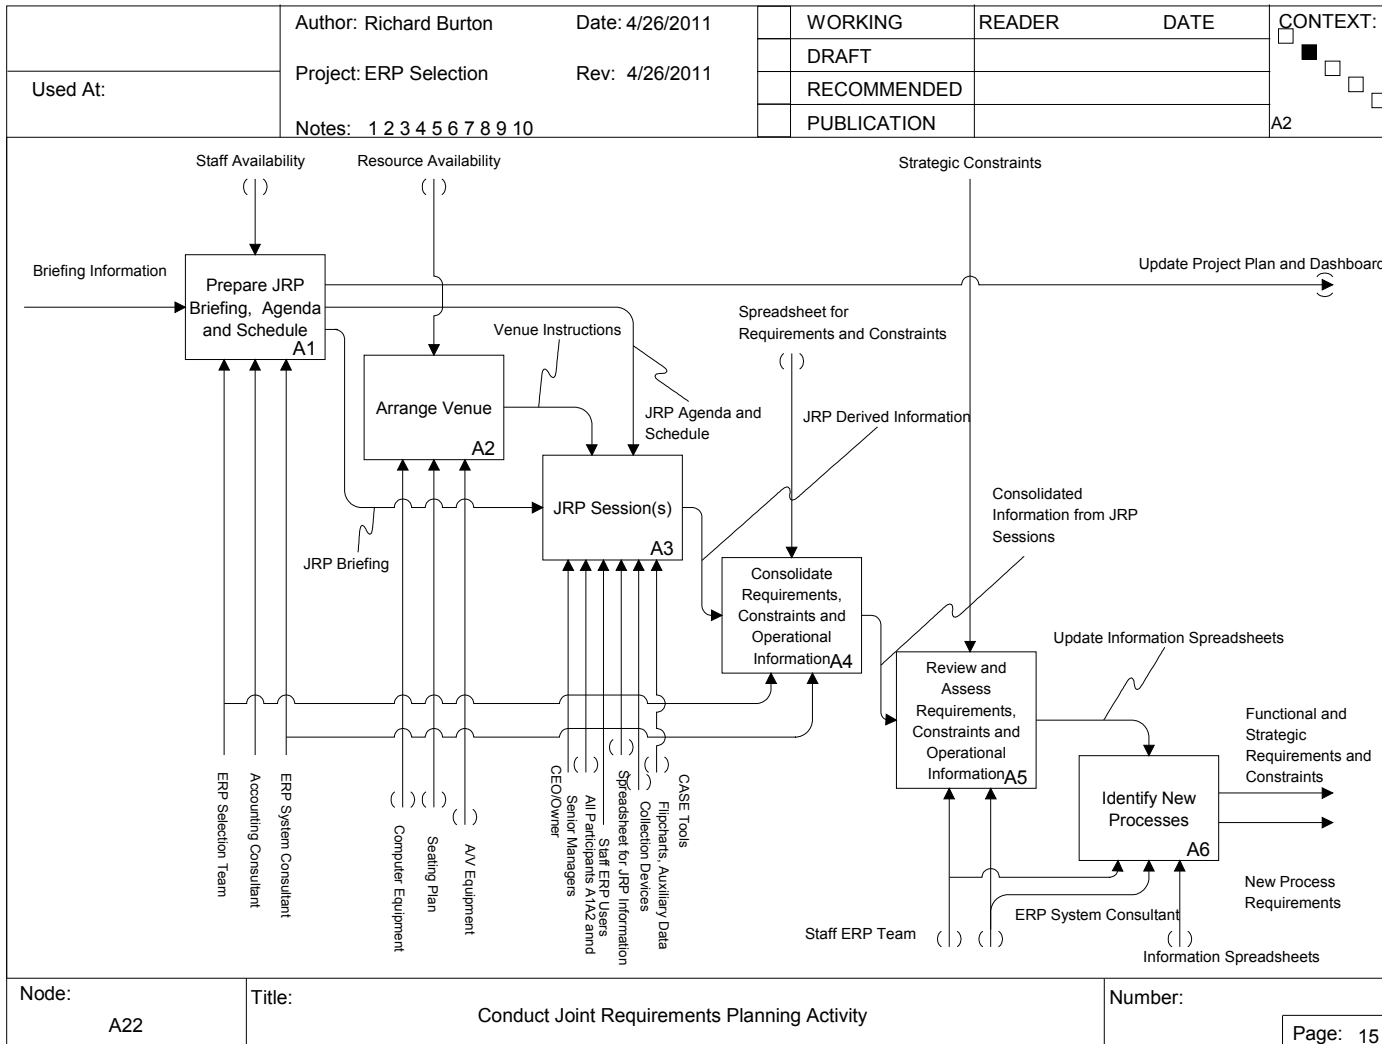 Used At:
Author: Richard Burton
Date: 4/26/2011
Project: ERP Selection
Rev: 4/26/2011
Notes: 1 2 3 4 5 6 7 8 9 10
WORKING
DRAFT
RECOMMENDED
PUBLICATION
READER
DATE
CONTEXT:
A2
Staff Availability
Resource Availability
Strategic Constraints
Briefing Information
Prepare JRP
Briefing, Agenda
and Schedule
A1
Update Project Plan and Dashboard
Venue Instructions
Spreadsheet for
Requirements and Constraints
Arrange Venue
A2
JRP Agenda and
Schedule
JRP Derived Information
JRP Session(s)
A3
JRP Briefing
Consolidated
Information from JRP
Sessions
Consolidate
Requirements,
Constraints and
Operational
Information
A4
Update Information Spreadsheets
Review and
Assess
Requirements,
Constraints and
Operational
Information
A5
Functional and
Strategic
Requirements and
Constraints
Identify New
Processes
A6
New Process
Requirements
ERP Selection Team
Accounting Consultant
ERP System Consultant
Computer Equipment
Seating Plan
A/V Equipment
CEO/Owner
Senior Managers
All Participants A1A2 annd
Staff ERP Users
Spreadsheet for JRP Information
Collection Devices
Flipcharts, Auxiliary Data
CASE Tools
Staff ERP Team
ERP System Consultant
Information Spreadsheets
Node:
A22
Title:
Conduct Joint Requirements Planning Activity
Number:
Page: 15